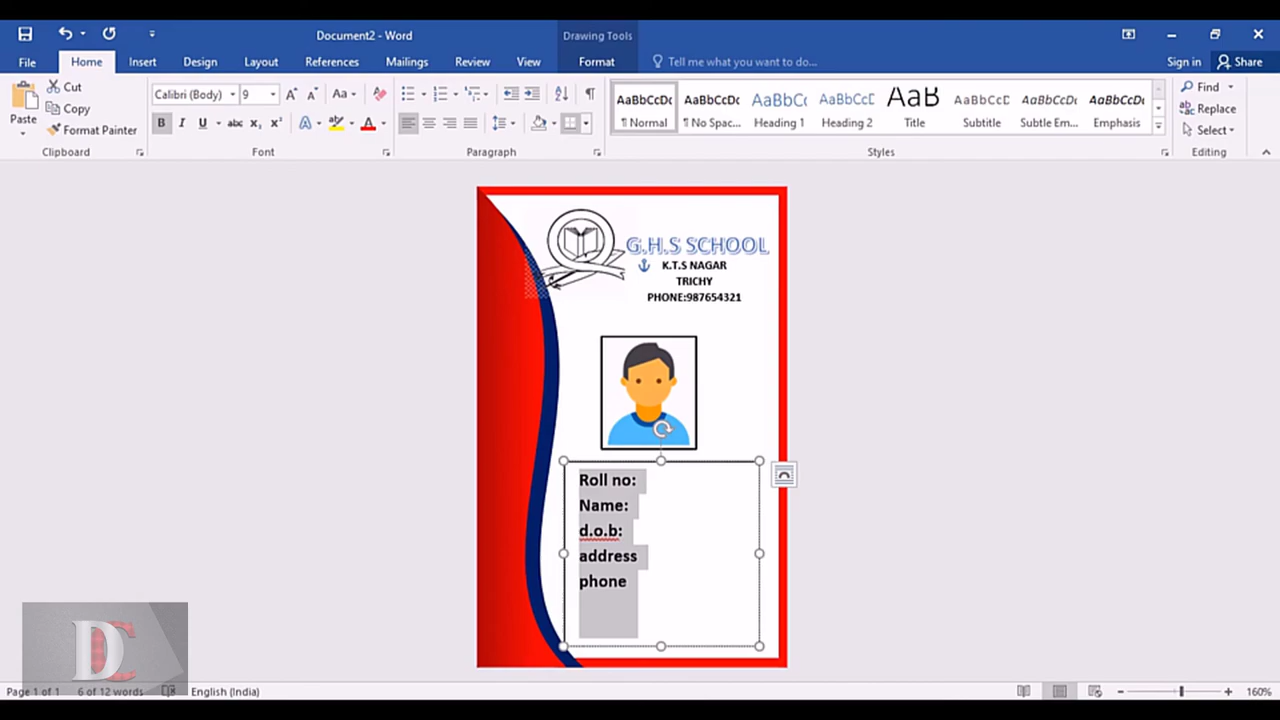 Document2 - Word
Drawing Tools
File Home Insert Design Layout References Mailings Review View Format Tell me what you want to do... Sign in Share
Paste
Cut
Copy
Format Painter
Clipboard
Calibri (Body) 9
Font
Paragraph
AaBbCcDc AaBbCcDc AaBbCc AaBbCcC AaB AaBbCcD AaBbCcDc AaBbCcDc
¶ Normal ¶ No Spac... Heading 1 Heading 2 Title Subtitle Subtle Em... Emphasis
Styles
Find
Replace
Select
Editing
G.H.S SCHOOL
K.T.S NAGAR
TRICHY
PHONE:987654321
Roll no:
Name:
d.o.b:
address
phone
DC
Page 1 of 1 6 of 12 words English (India) 160%